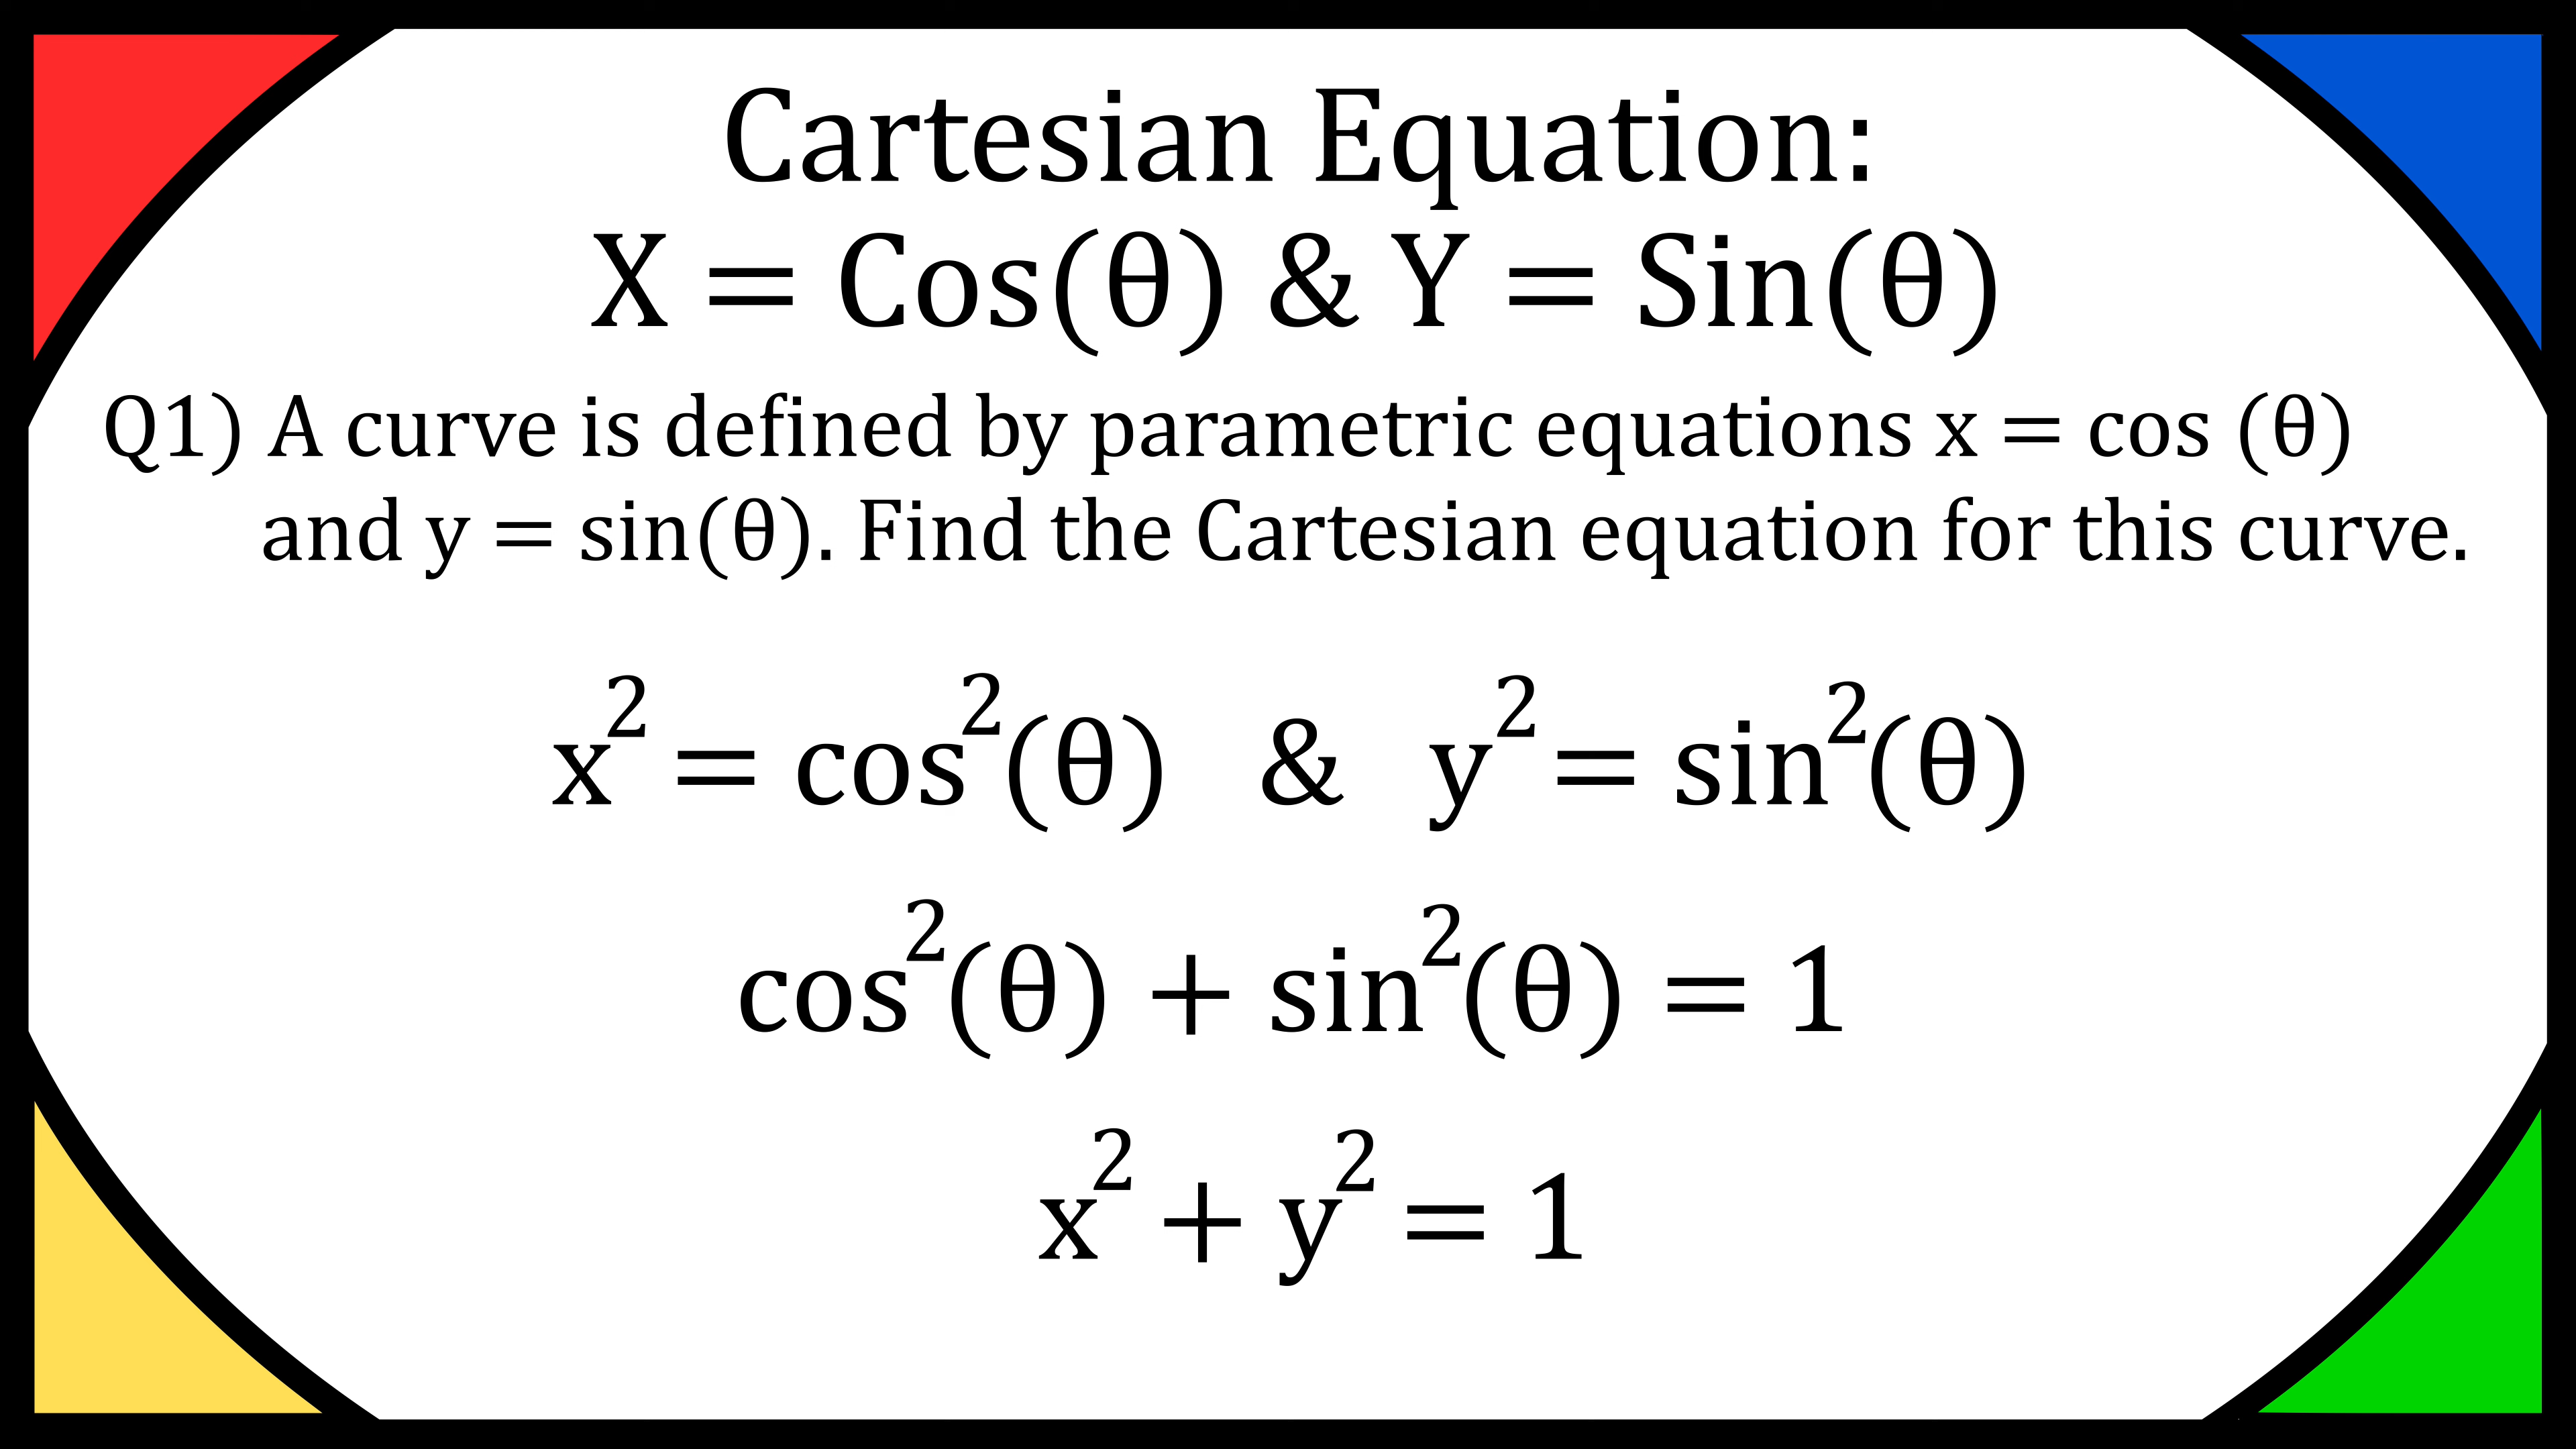 Cartesian Equation:
X = Cos(θ) & Y = Sin(θ)
Q1) A curve is defined by parametric equations x = cos (θ)
and y = sin(θ). Find the Cartesian equation for this curve.
x² = cos²(θ) & y² = sin²(θ)
cos²(θ) + sin²(θ) = 1
x² + y² = 1